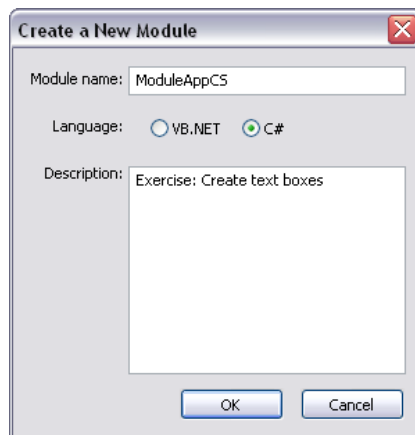 Create a New Module
Module name: ModuleAppCS
Language: VB.NET C#
Description: Exercise: Create text boxes
OK Cancel